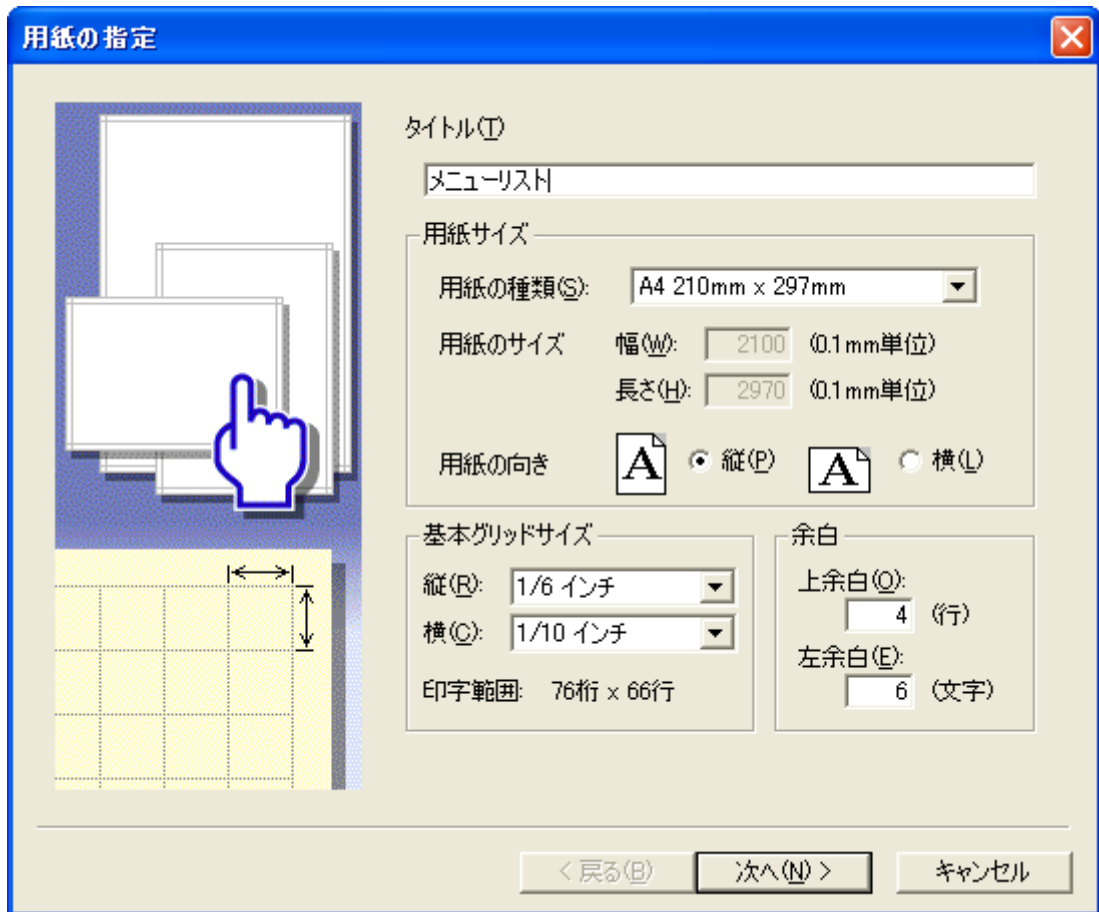 用紙の指定
タイトル(T)
メニューリスト
用紙サイズ
用紙の種類(S): A4 210mm x 297mm
用紙のサイズ 幅(W): 2100 (0.1mm単位)
長さ(H): 2970 (0.1mm単位)
用紙の向き A 縦(P) A 横(L)
基本グリッドサイズ
縦(R): 1/6 インチ
横(C): 1/10 インチ
印字範囲: 76桁 x 66行
余白
上余白(O):
4 (行)
左余白(E):
6 (文字)
< 戻る(B) 次へ(N) > キャンセル